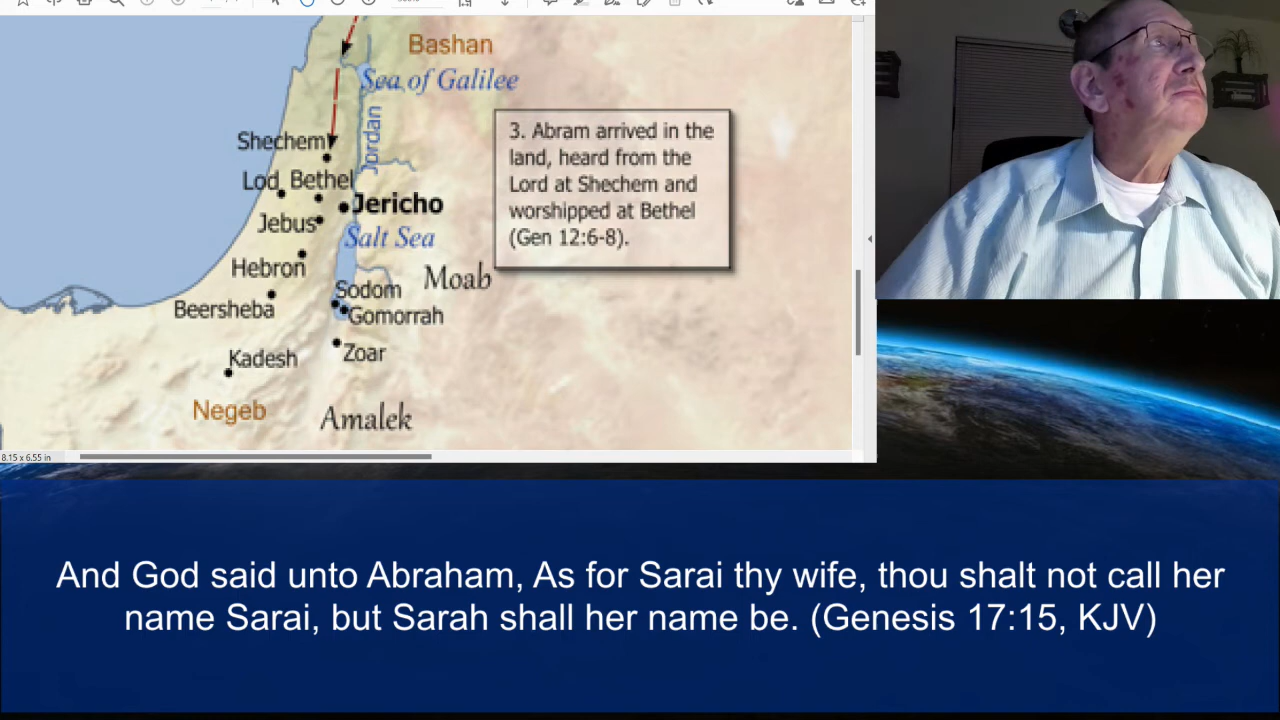 Bashan
Sea of Galilee
Jordan
Shechem
Lod Bethel
Jericho
Jebus
Salt Sea
Hebron
Moab
Sodom
Beersheba
Gomorrah
Zoar
Kadesh
Negeb
Amalek
3. Abram arrived in the
land, heard from the
Lord at Shechem and
worshipped at Bethel
(Gen 12:6-8).
8.15 x 6.55 in
And God said unto Abraham, As for Sarai thy wife, thou shalt not call her
name Sarai, but Sarah shall her name be. (Genesis 17:15, KJV)